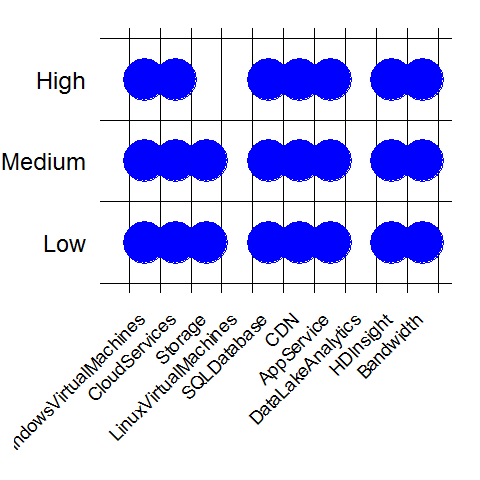 High
Medium
Low
ndowsVirtualMachines
CloudServices
Storage
LinuxVirtualMachines
SQLDatabase
CDN
AppService
DataLakeAnalytics
HDInsight
Bandwidth